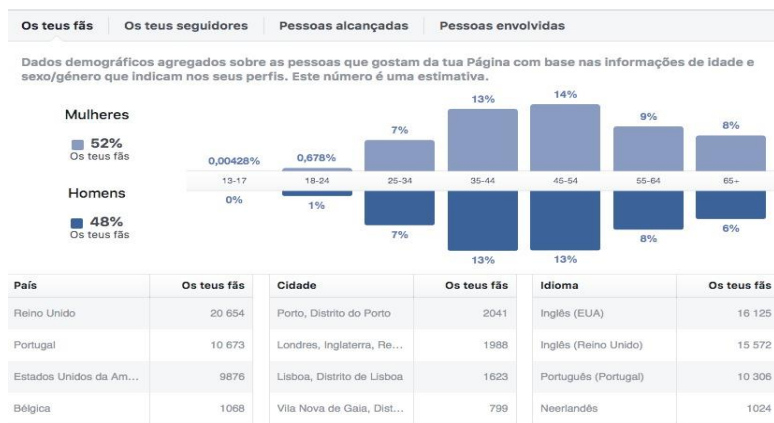 Os teus fãs Os teus seguidores Pessoas alcançadas Pessoas envolvidas
Dados demográficos agregados sobre as pessoas que gostam da tua Página com base nas informações de idade e
sexo/género que indicam nos seus perfis. Este número é uma estimativa.
Mulheres
52%
Os teus fãs
Homens
48%
Os teus fãs
0,00428% 0,678% 7% 13% 14% 9% 8%
13-17 18-24 25-34 35-44 45-54 55-64 65+
0% 1% 7% 13% 13% 8% 6%
País Os teus fãs Cidade Os teus fãs Idioma Os teus fãs
Reino Unido 20 654 Porto, Distrito do Porto 2041 Inglês (EUA) 16 125
Portugal 10 673 Londres, Inglaterra, Re... 1988 Inglês (Reino Unido) 15 572
Estados Unidos da Am... 9876 Lisboa, Distrito de Lisboa 1623 Português (Portugal) 10 306
Bélgica 1068 Vila Nova de Gaia, Dist... 799 Neerlandês 1024